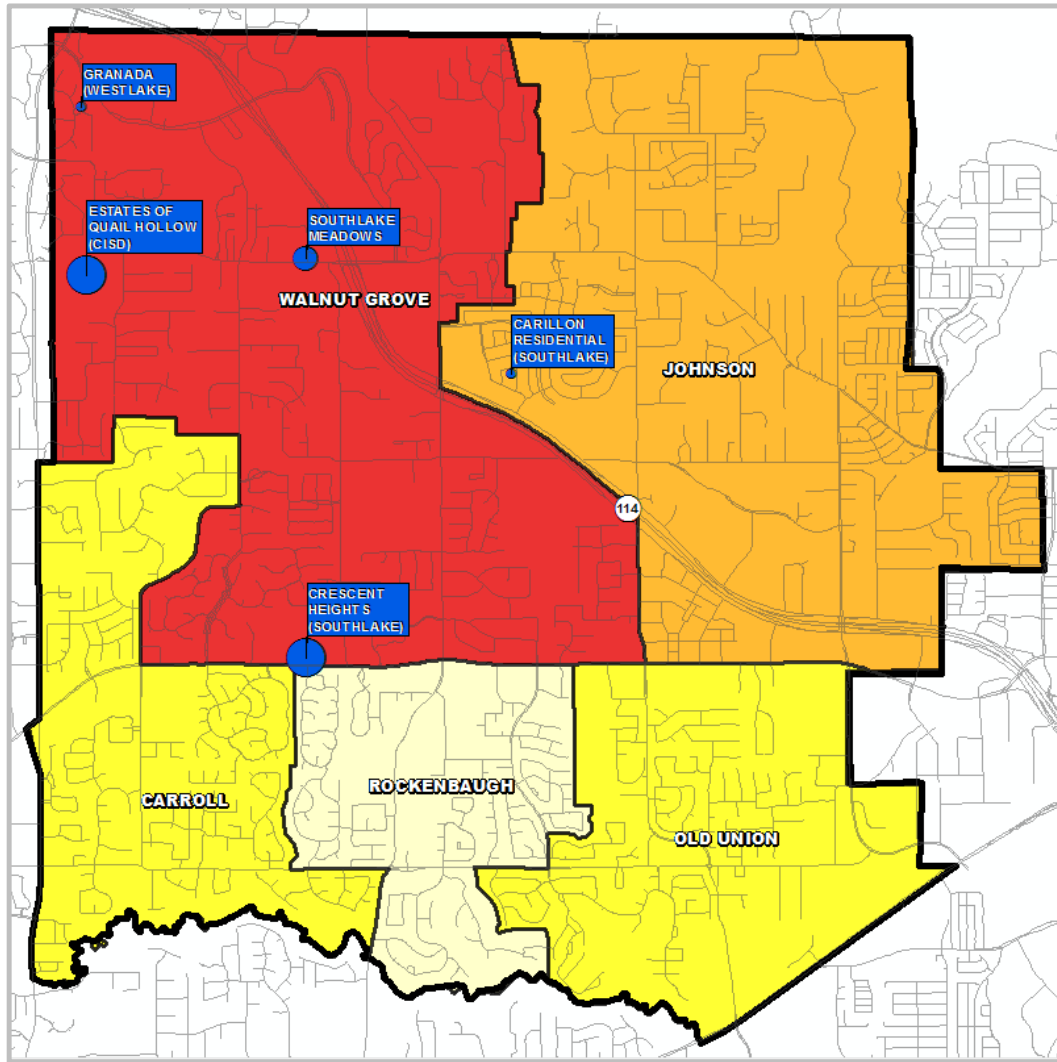 GRANADA
(WESTLAKE)
ESTATES OF
QUAIL HOLLOW
(CISD)
SOUTHLAKE
MEADOWS
WALNUT GROVE
CARILLON
RESIDENTIAL
(SOUTHLAKE)
JOHNSON
114
CRESCENT
HEIGHTS
(SOUTHLAKE)
ROCKENBAUGH
CARROLL
OLD UNION